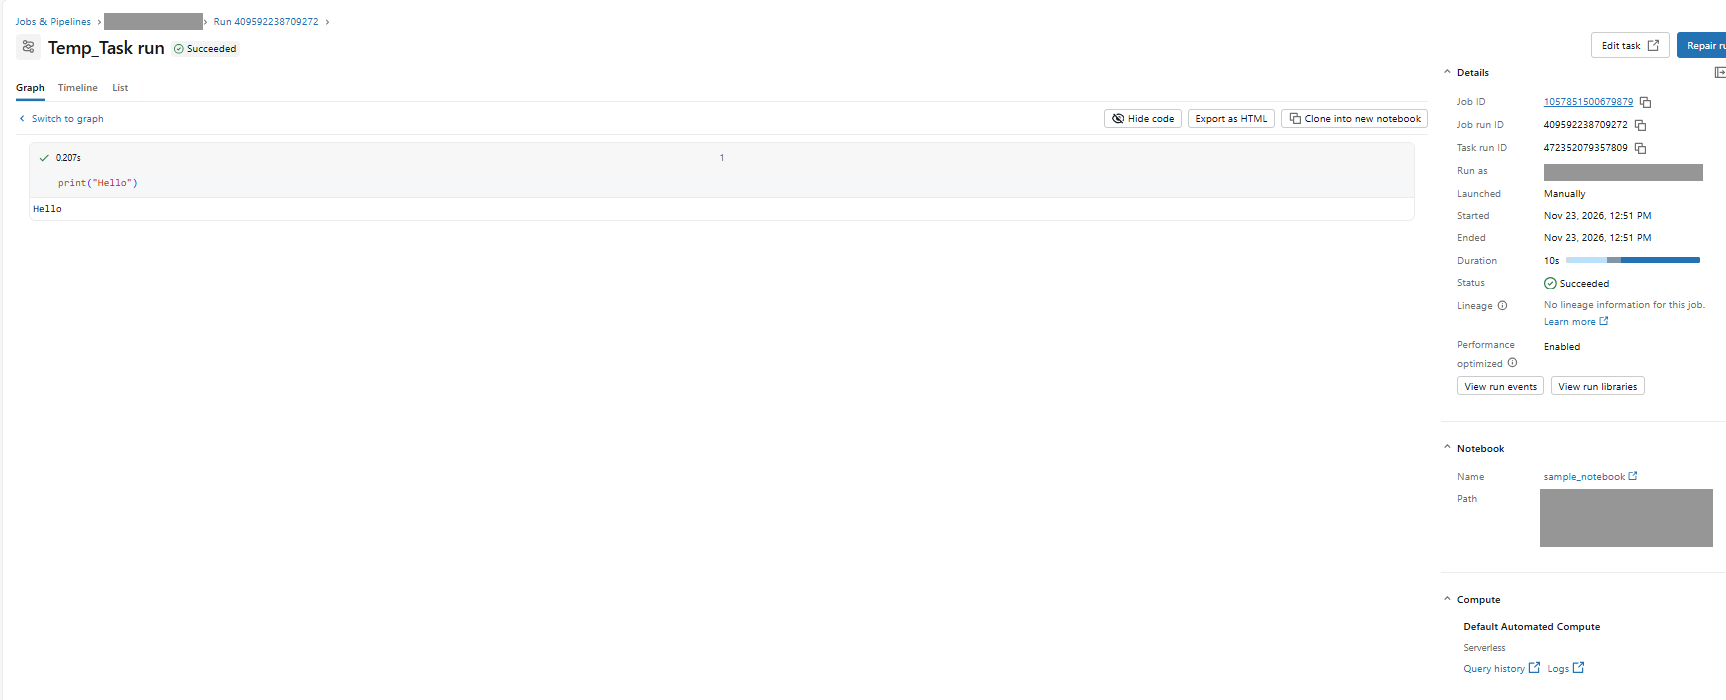 Jobs & Pipelines > > Run 409592238709272 >
Temp_Task run Succeeded
Edit task
Repair ru
Graph Timeline List
Switch to graph
Hide code Export as HTML Clone into new notebook
0.207s 1
print("Hello")
Hello
Details
Job ID 1057851500679879
Job run ID 409592238709272
Task run ID 472352079357809
Run as
Launched Manually
Started Nov 23, 2026, 12:51 PM
Ended Nov 23, 2026, 12:51 PM
Duration 10s
Status Succeeded
Lineage No lineage information for this job.
Learn more
Performance
optimized Enabled
View run events View run libraries
Notebook
Name sample_notebook
Path
Compute
Default Automated Compute
Serverless
Query history Logs